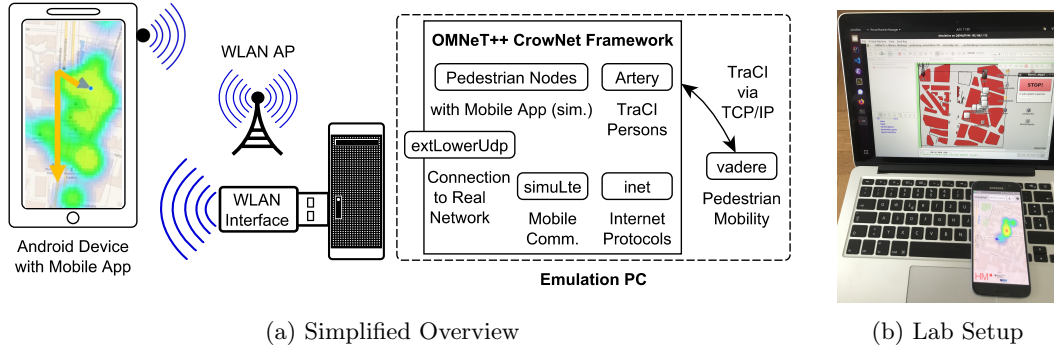 WLAN AP
WLAN
Interface
Android Device
with Mobile App
OMNeT++ CrowNet Framework
Pedestrian Nodes
Artery
with Mobile App (sim.)
TraCI
Persons
extLowerUdp
Connection
to Real
Network
simuLte
inet
Mobile
Comm.
Internet
Protocols
TraCI
via
TCP/IP
vadere
Pedestrian
Mobility
Emulation PC
STOP!
HM
(a) Simplified Overview
(b) Lab Setup